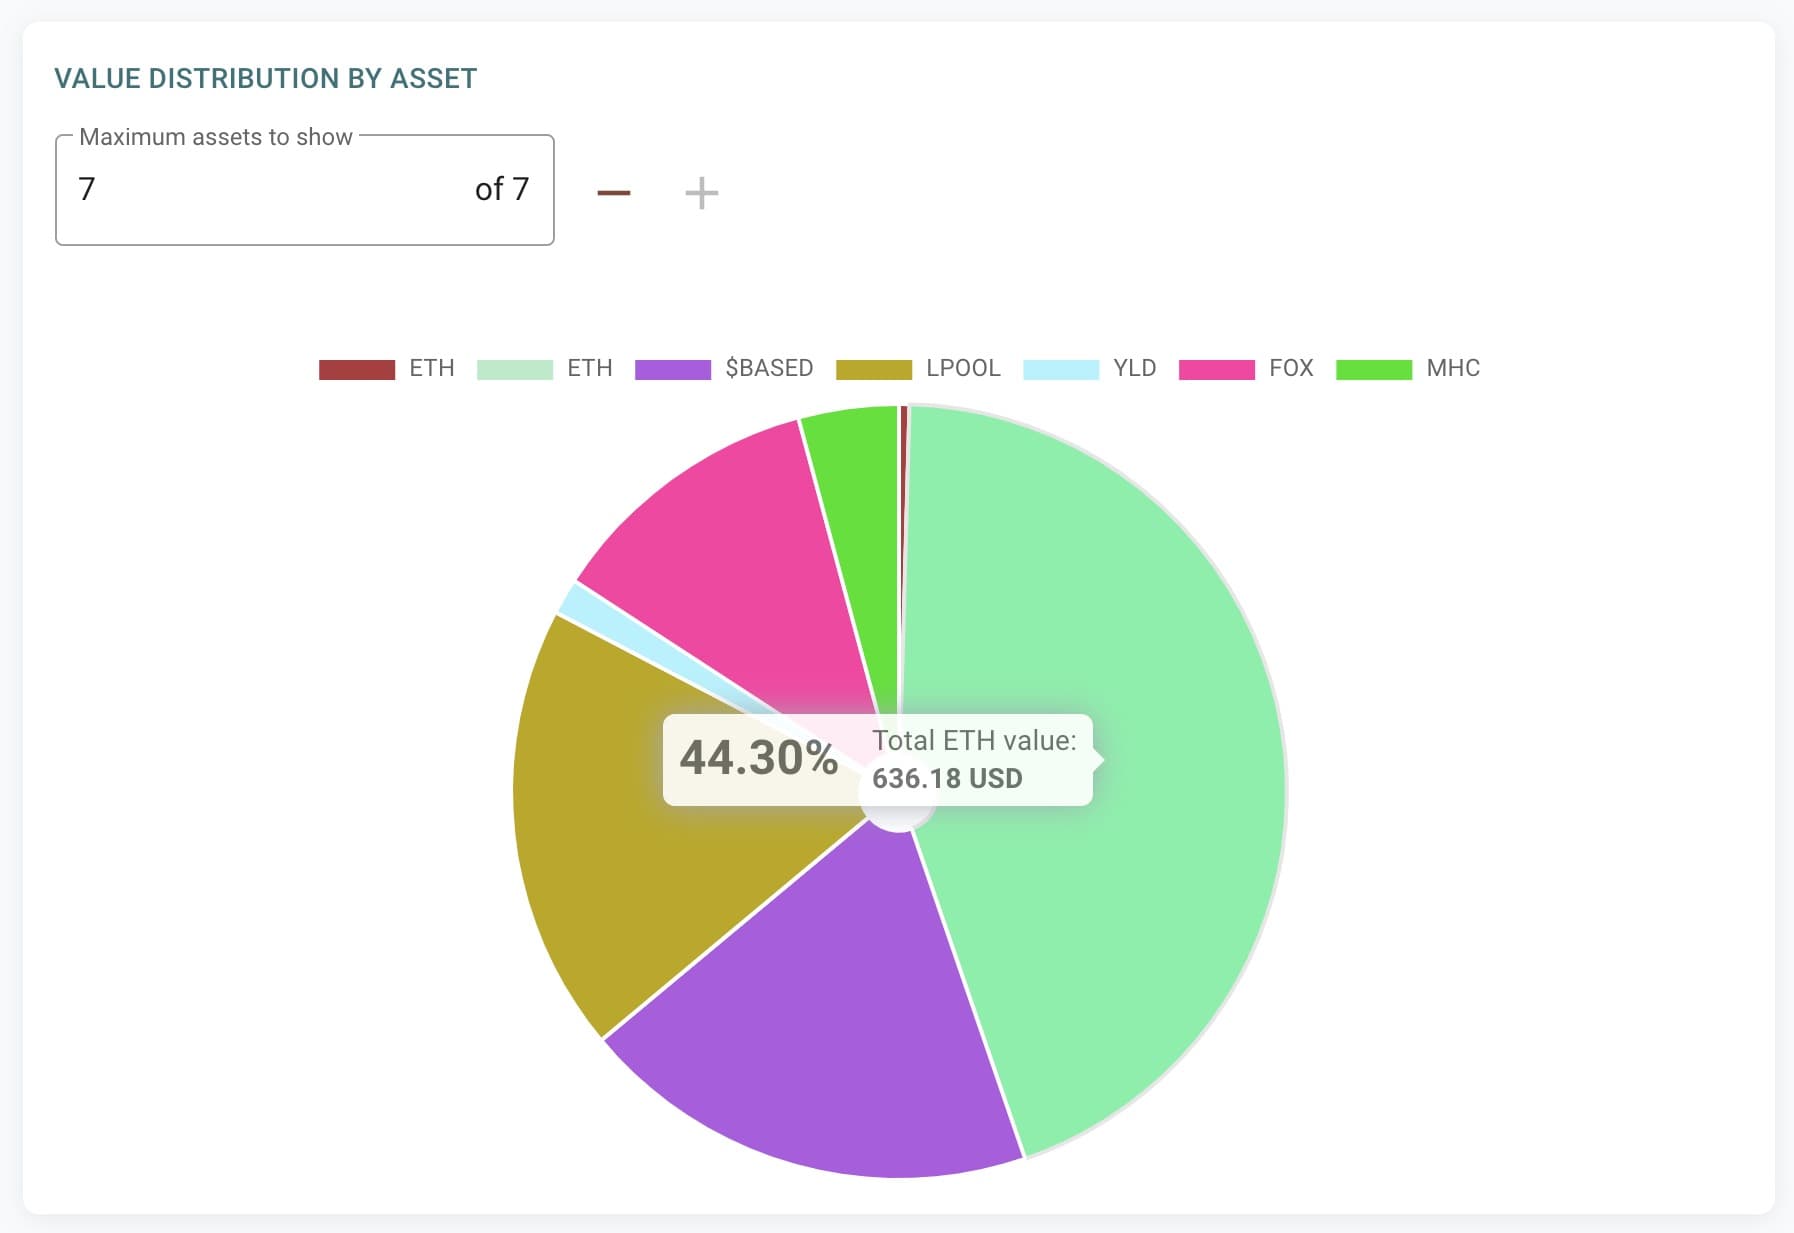 VALUE DISTRIBUTION BY ASSET
Maximum assets to show
7 of 7
ETH ETH $BASED LPOOL YLD FOX MHC
44.30% Total ETH value:
636.18 USD